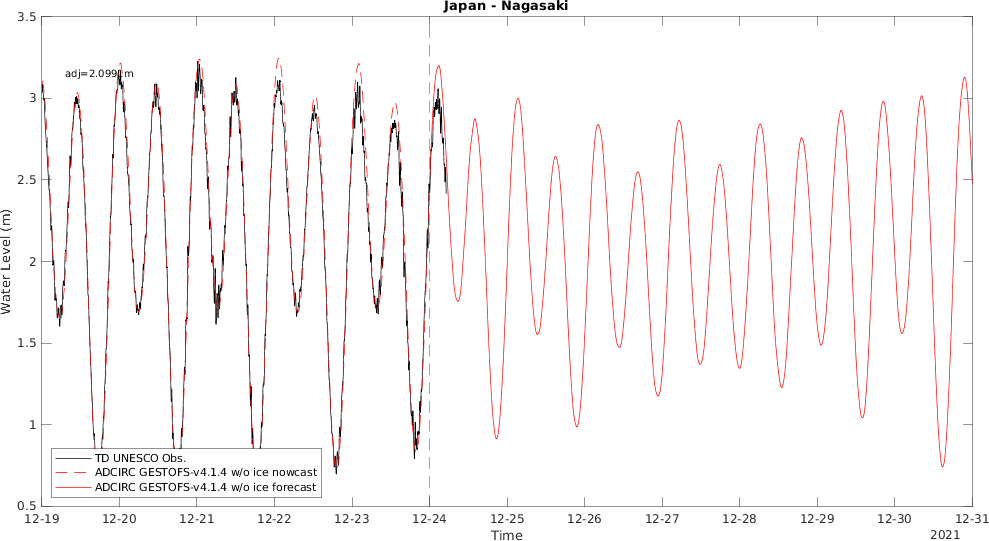 Japan - Nagasaki
3.5
adj=2.0991m
3
2.5
Water Level (m)
2
1.5
1
TD UNESCO Obs.
ADCIRC GESTOFS-v4.1.4 w/o ice nowcast
ADCIRC GESTOFS-v4.1.4 w/o ice forecast
0.5
12-19 12-20 12-21 12-22 12-23 12-24 12-25 12-26 12-27 12-28 12-29 12-30 12-31
Time
2021